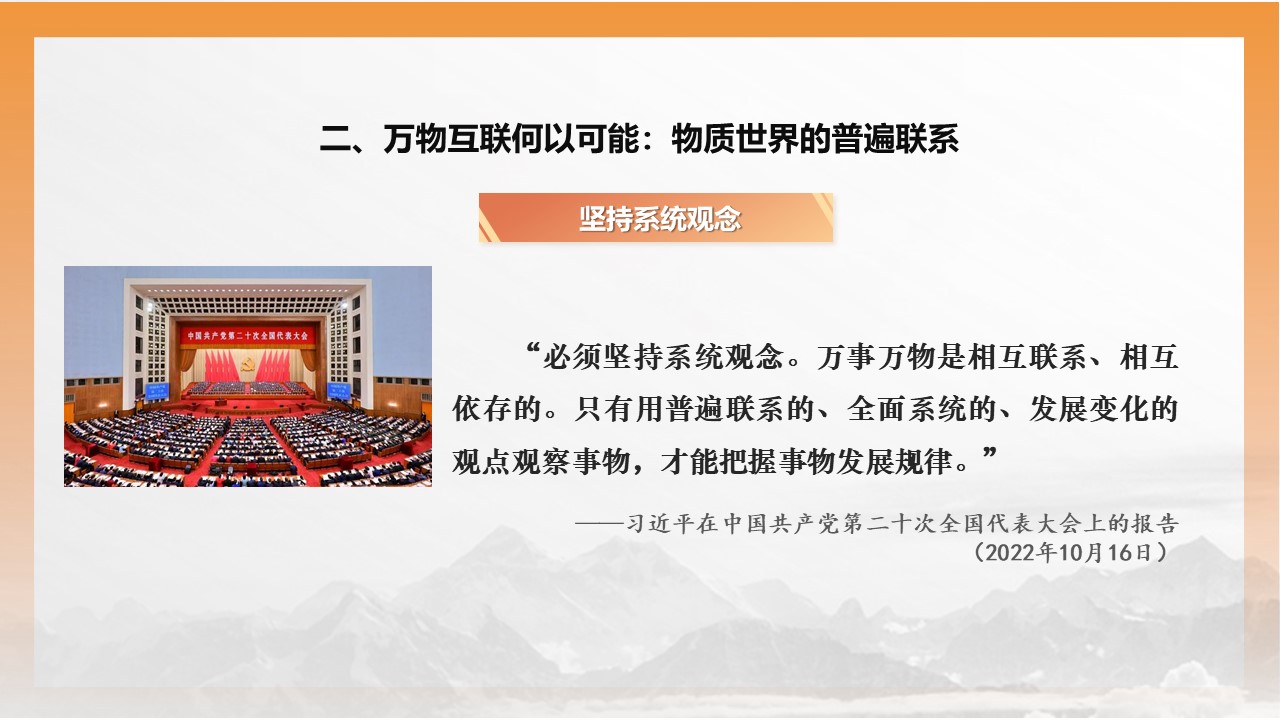 二、万物互联何以可能：物质世界的普遍联系
坚持系统观念
中国共产党第二十次全国代表大会
“必须坚持系统观念。万事万物是相互联系、相互
依存的。只有用普遍联系的、全面系统的、发展变化的
观点观察事物，才能把握事物发展规律。”
——习近平在中国共产党第二十次全国代表大会上的报告
（2022年10月16日）